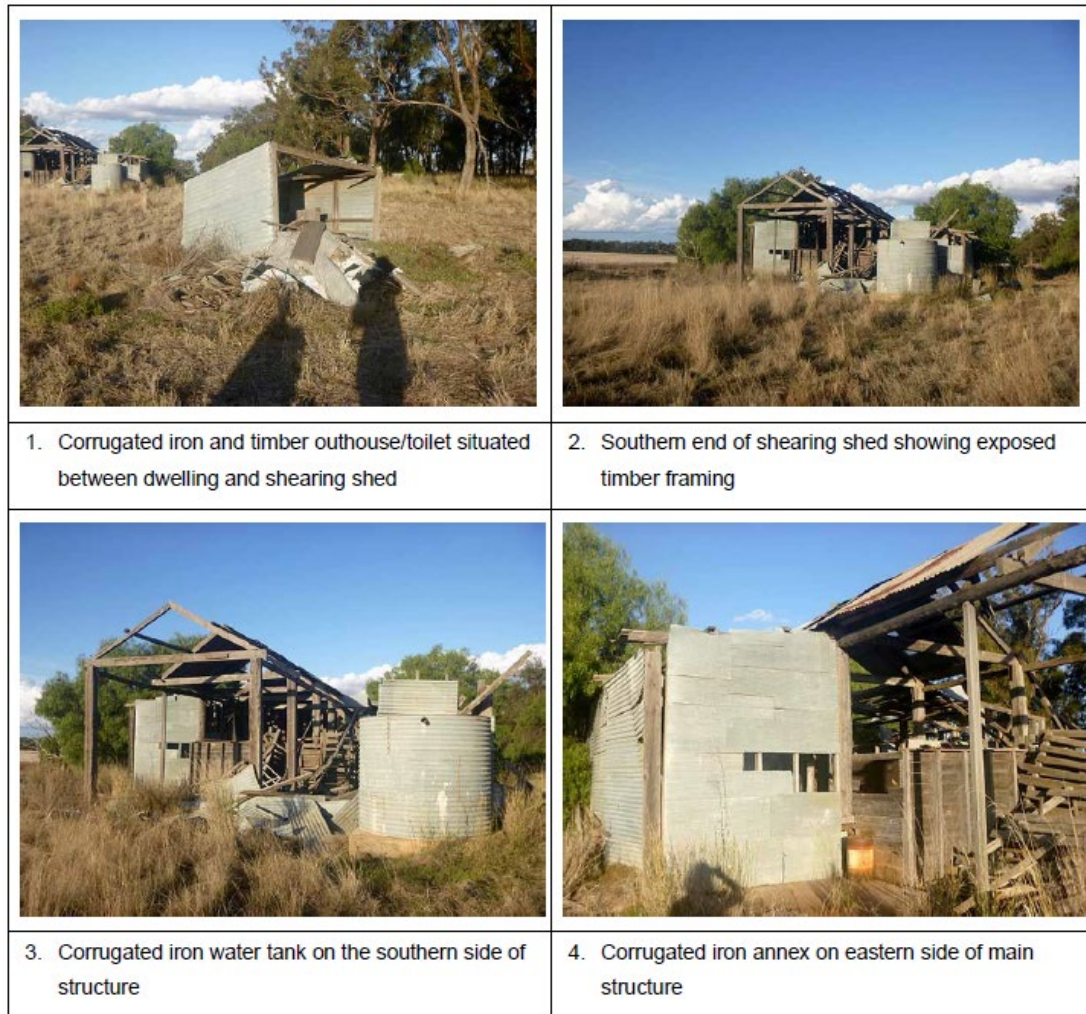 1. Corrugated iron and timber outhouse/toilet situated
between dwelling and shearing shed
2. Southern end of shearing shed showing exposed
timber framing
3. Corrugated iron water tank on the southern side of
structure
4. Corrugated iron annex on eastern side of main
structure